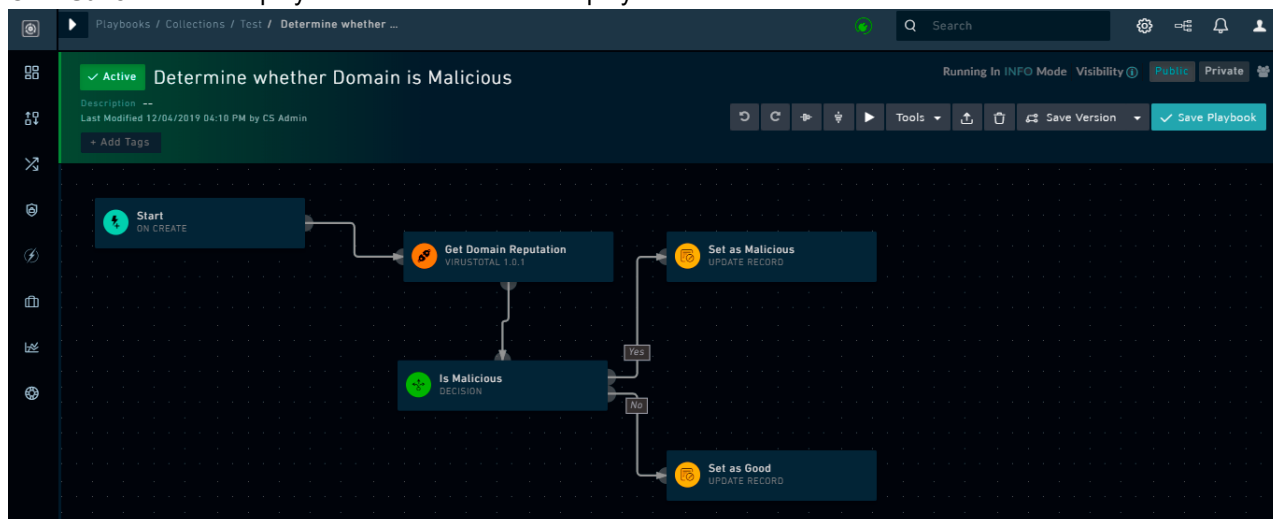 Playbooks / Collections / Test / Determine whether ...
Search
Active Determine whether Domain is Malicious
Running In INFO Mode Visibility Public Private
Description --
Last Modified 12/04/2019 04:10 PM by CS Admin
Tools Save Version Save Playbook
+ Add Tags
Start
ON CREATE
Get Domain Reputation
VIRUSTOTAL 1.0.1
Set as Malicious
UPDATE RECORD
Yes
Is Malicious
DECISION
No
Set as Good
UPDATE RECORD